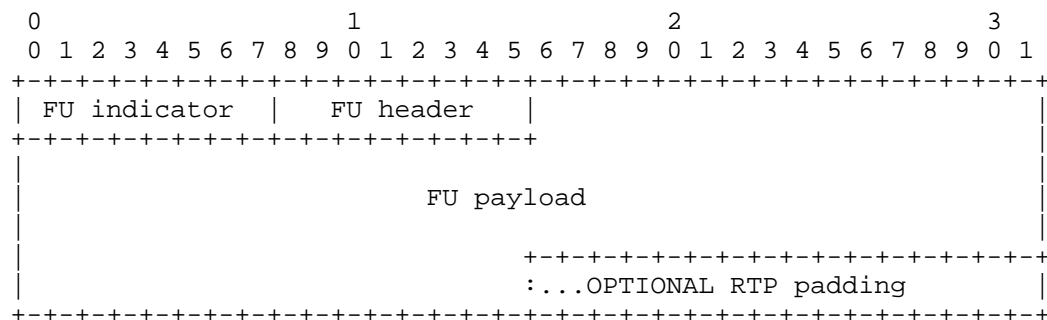 0                   1                   2                   3
0 1 2 3 4 5 6 7 8 9 0 1 2 3 4 5 6 7 8 9 0 1 2 3 4 5 6 7 8 9 0 1
+-+-+-+-+-+-+-+-+-+-+-+-+-+-+-+-+-+-+-+-+-+-+-+-+-+-+-+-+-+-+-+-+
| FU indicator  |   FU header   |                               |
+-+-+-+-+-+-+-+-+-+-+-+-+-+-+-+-+                               |
|                                                               |
|                         FU payload                            |
|                                                               |
|                               +-+-+-+-+-+-+-+-+-+-+-+-+-+-+-+-+
|                               :...OPTIONAL RTP padding        |
+-+-+-+-+-+-+-+-+-+-+-+-+-+-+-+-+-+-+-+-+-+-+-+-+-+-+-+-+-+-+-+-+